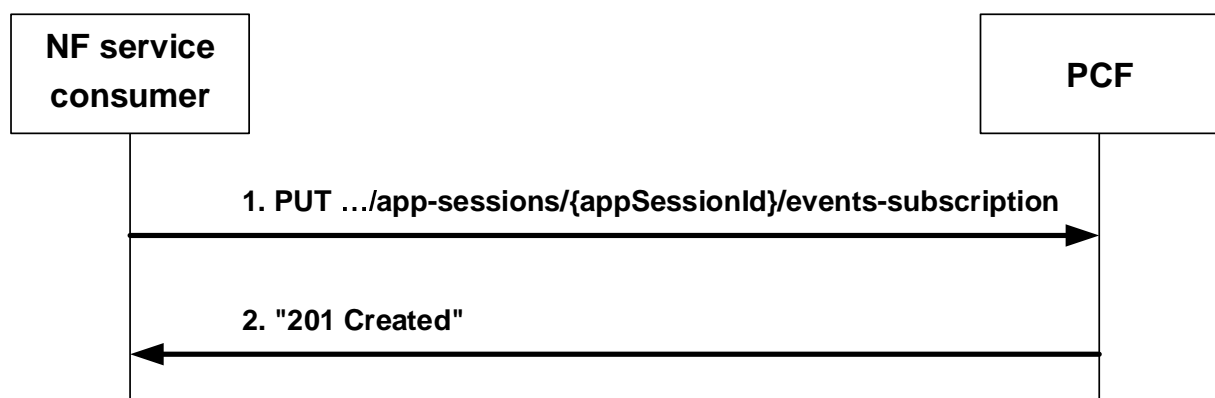 NF service
consumer
PCF
1. PUT …/app-sessions/{appSessionId}/events-subscription
2. "201 Created"